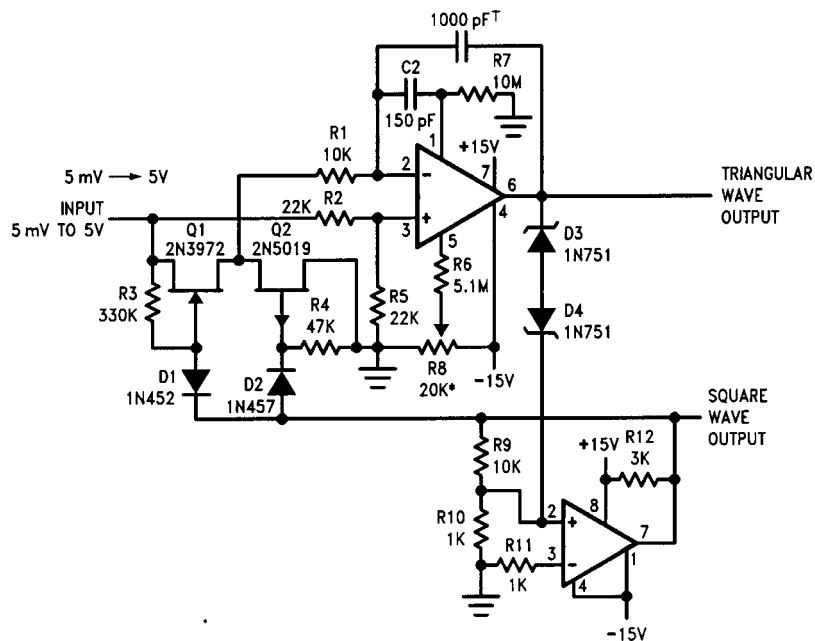 1000 pF†
C2
150 pF
R7
10M
R1
10K
1
+15V
7
2
-
6
4
5 mV → 5V
INPUT
5 mV TO 5V
22K
R2
3
+
5
TRIANGULAR
WAVE
OUTPUT
Q1
2N3972
Q2
2N5019
R3
330K
R4
47K
R5
22K
R6
5.1M
R8
20K*
-15V
D3
1N751
D4
1N751
D1
1N452
D2
1N457
SQUARE
WAVE
OUTPUT
R9
10K
R10
1K
R11
1K
+15V
R12
3K
8
2
+
3
-
7
1
4
-15V